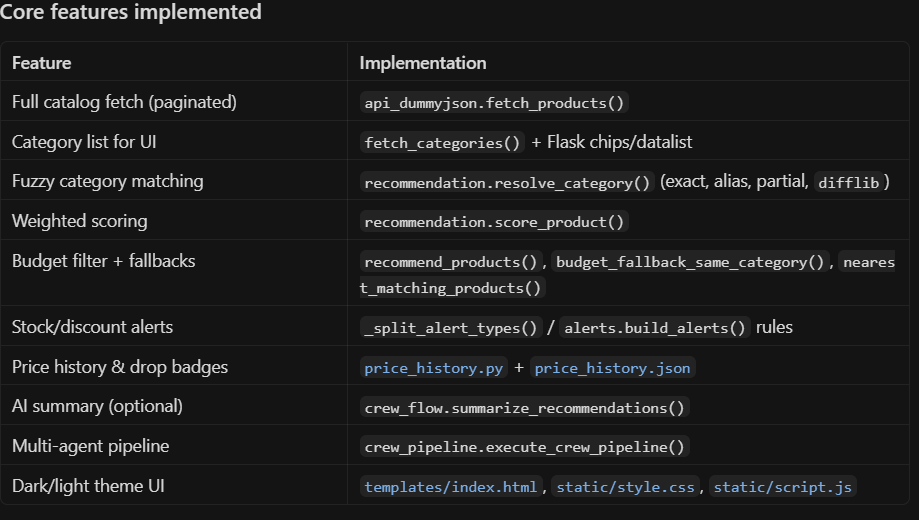 Core features implemented
Feature Implementation
Full catalog fetch (paginated) api_dummyjson.fetch_products()
Category list for UI fetch_categories() + Flask chips/datalist
Fuzzy category matching recommendation.resolve_category() (exact, alias, partial, difflib)
Weighted scoring recommendation.score_product()
Budget filter + fallbacks recommend_products(), budget_fallback_same_category(), neares
t_matching_products()
Stock/discount alerts _split_alert_types() / alerts.build_alerts() rules
Price history & drop badges price_history.py + price_history.json
AI summary (optional) crew_flow.summarize_recommendations()
Multi-agent pipeline crew_pipeline.execute_crew_pipeline()
Dark/light theme UI templates/index.html, static/style.css, static/script.js